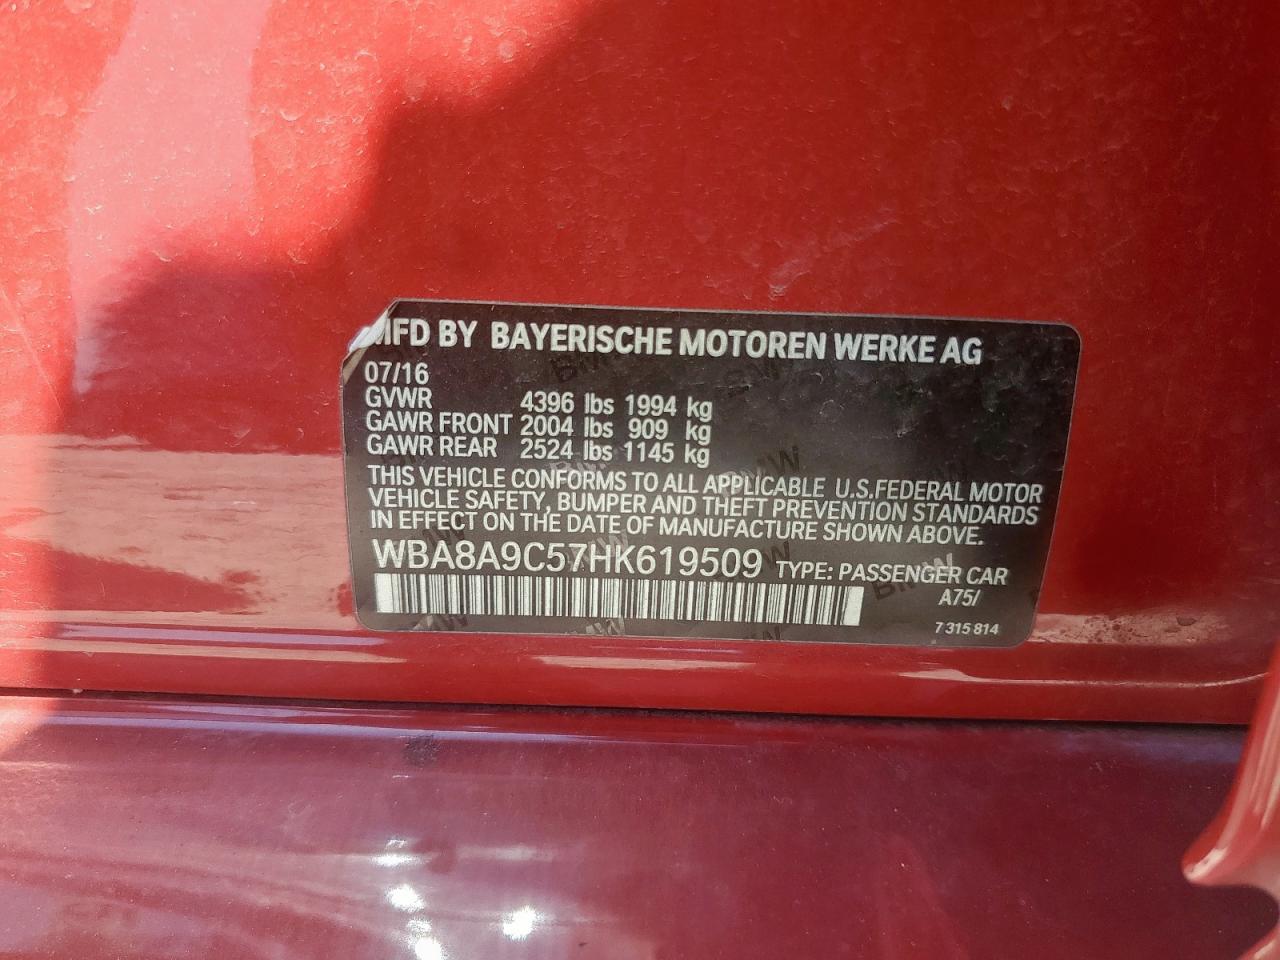 MFD BY BAYERISCHE MOTOREN WERKE AG
07/16
GVWR 4396 lbs 1994 kg
GAWR FRONT 2004 lbs 909 kg
GAWR REAR 2524 lbs 1145 kg
THIS VEHICLE CONFORMS TO ALL APPLICABLE U.S.FEDERAL MOTOR
VEHICLE SAFETY, BUMPER AND THEFT PREVENTION STANDARDS
IN EFFECT ON THE DATE OF MANUFACTURE SHOWN ABOVE.
WBA8A9C57HK619509 TYPE: PASSENGER CAR
A75/
7 315 814